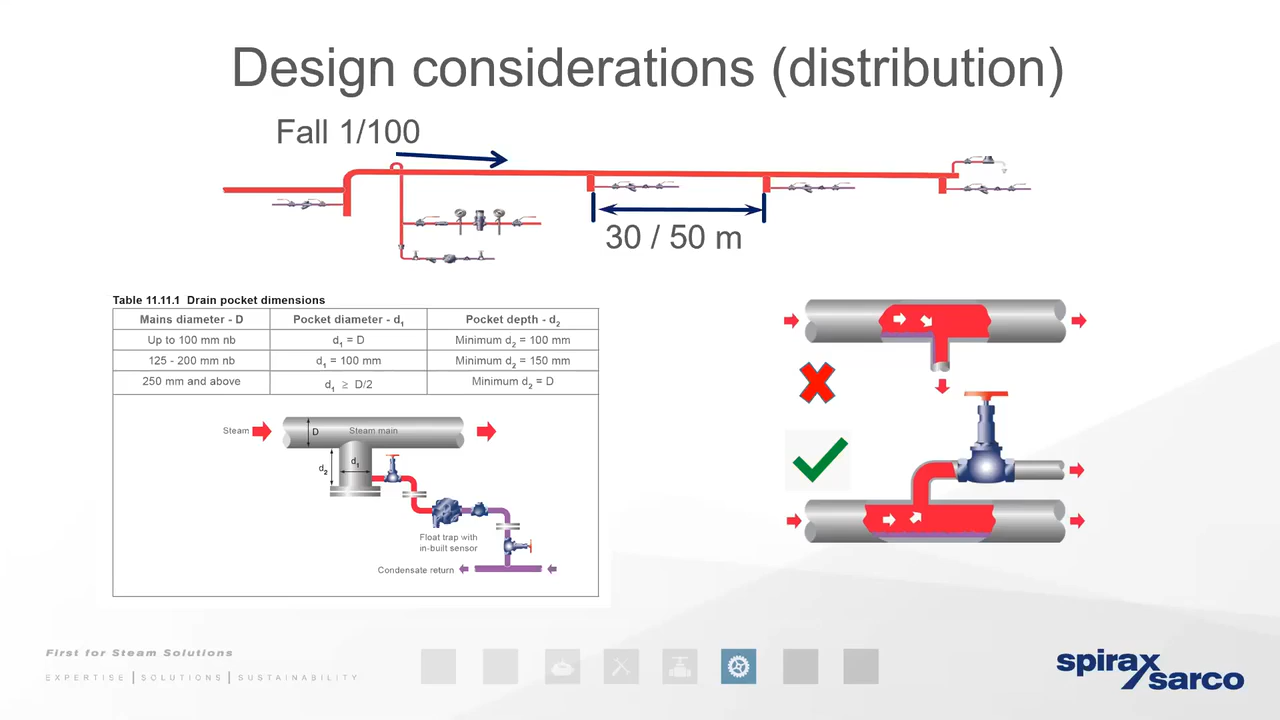 Design considerations (distribution)
Fall 1/100
30 / 50 m
Table 11.11.1 Drain pocket dimensions
Mains diameter - D Pocket diameter - d1 Pocket depth - d2
Up to 100 mm nb d1 = D Minimum d2 = 100 mm
125 - 200 mm nb d1 = 100 mm Minimum d2 = 150 mm
250 mm and above d1 ≥ D/2 Minimum d2 = D
Steam D Steam main
d2 d1
Float trap with
in-built sensor
Condensate return
First for Steam Solutions
EXPERTISE | SOLUTIONS | SUSTAINABILITY
spirax
sarco